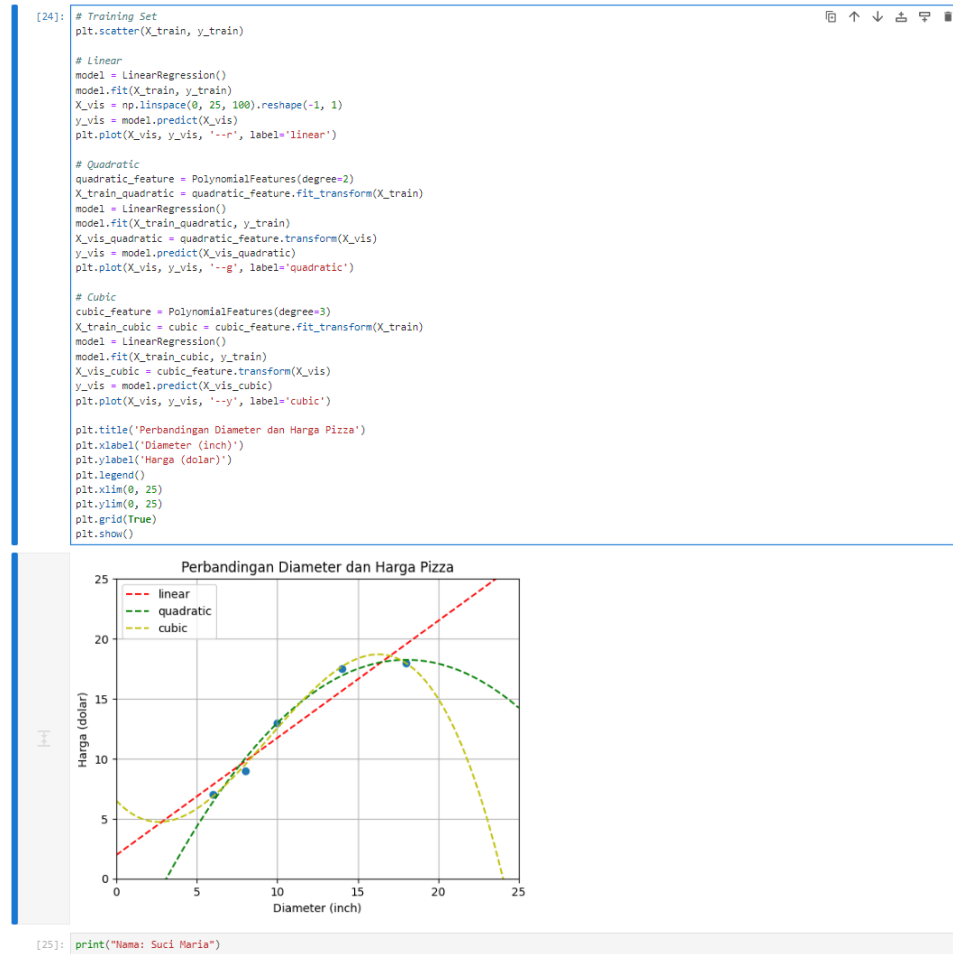 [24]: # Training Set
plt.scatter(X_train, y_train)
# Linear
model = LinearRegression()
model.fit(X_train, y_train)
X_vis = np.linspace(0, 25, 100).reshape(-1, 1)
y_vis = model.predict(X_vis)
plt.plot(X_vis, y_vis, '--r', label='linear')
# Quadratic
quadratic_feature = PolynomialFeatures(degree=2)
X_train_quadratic = quadratic_feature.fit_transform(X_train)
model = LinearRegression()
model.fit(X_train_quadratic, y_train)
X_vis_quadratic = quadratic_feature.transform(X_vis)
y_vis = model.predict(X_vis_quadratic)
plt.plot(X_vis, y_vis, '--g', label='quadratic')
# Cubic
cubic_feature = PolynomialFeatures(degree=3)
X_train_cubic = cubic = cubic_feature.fit_transform(X_train)
model = LinearRegression()
model.fit(X_train_cubic, y_train)
X_vis_cubic = cubic_feature.transform(X_vis)
y_vis = model.predict(X_vis_cubic)
plt.plot(X_vis, y_vis, '--y', label='cubic')
plt.title('Perbandingan Diameter dan Harga Pizza')
plt.xlabel('Diameter (inch)')
plt.ylabel('Harga (dolar)')
plt.legend()
plt.xlim(0, 25)
plt.ylim(0, 25)
plt.grid(True)
plt.show()
Perbandingan Diameter dan Harga Pizza
linear
quadratic
cubic
Harga (dolar)
25
20
15
10
5
0
0 5 10 15 20 25
Diameter (inch)
[25]: print("Nama: Suci Maria")